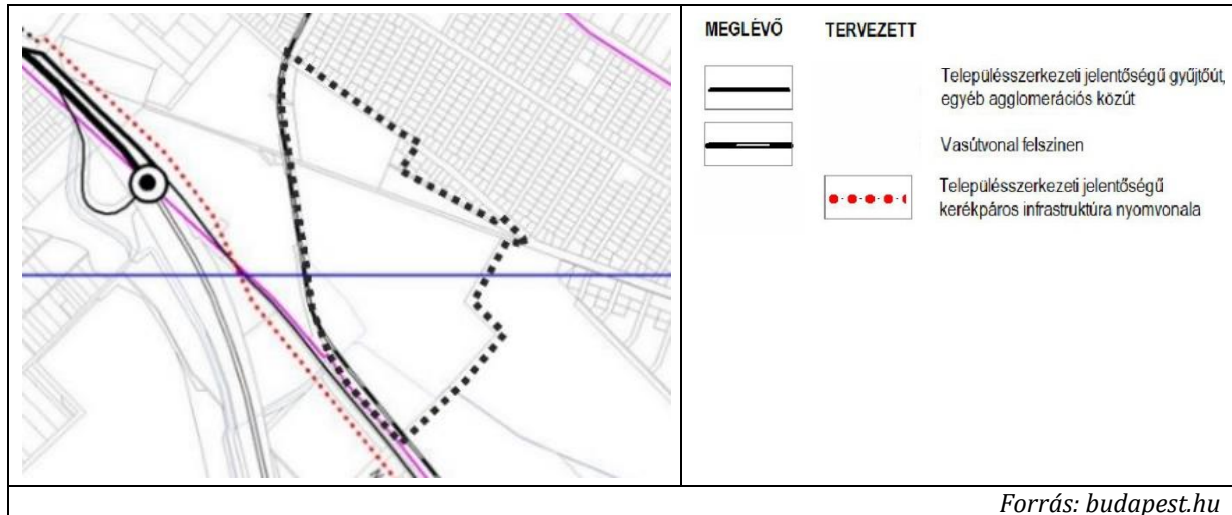 MEGLÉVŐ TERVEZETT
Településszerkezeti jelentőségű gyűjtőút,
egyéb agglomerációs közút
Vasútvonal felszínen
Településszerkezeti jelentőségű
kerékpáros infrastruktúra nyomvonala
Forrás: budapest.hu